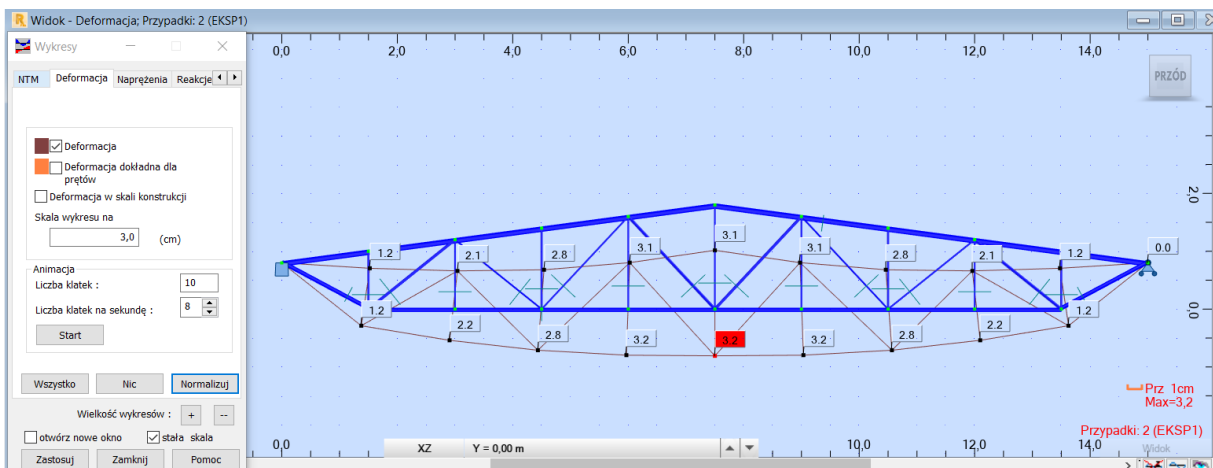 Widok - Deformacja; Przypadki: 2 (EKSP1)
Wykresy
NTM Deformacja Naprężenia Reakcje
Deformacja
Deformacja dokładna dla
prętów
Deformacja w skali konstrukcji
Skala wykresu na
3,0 (cm)
Animacja
Liczba klatek : 10
Liczba klatek na sekundę : 8
Start
Wszystko Nic Normalizuj
Wielkość wykresów : + --
otwórz nowe okno stała skala
Zastosuj Zamknij Pomoc
0,0 2,0 4,0 6,0 8,0 10,0 12,0 14,0
PRZÓD
2,0
0,0
3.1
1.2 2.1 2.8 3.1 3.1 2.8 2.1 1.2 0.0
1.2 1.2
2.2 2.8 3.2 3.2 3.2 2.8 2.2
Prz 1cm
Max=3,2
Przypadki: 2 (EKSP1)
0,0 10,0 12,0 14,0
XZ Y = 0,00 m
Widok